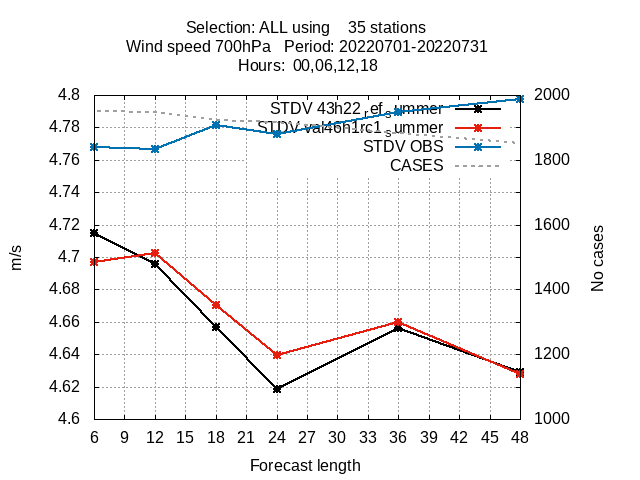 Selection: ALL using 35 stations
Wind speed 700hPa Period: 20220701-20220731
Hours: 00,06,12,18
4.8
4.78
4.76
4.74
4.72
4.7
4.68
4.66
4.64
4.62
4.6
m/s
STDV 43h22_ref_summer
STDV val46h1rc1_summer
STDV OBS
CASES
2000
1800
1600
1400
1200
1000
No cases
6 9 12 15 18 21 24 27 30 33 36 39 42 45 48
Forecast length